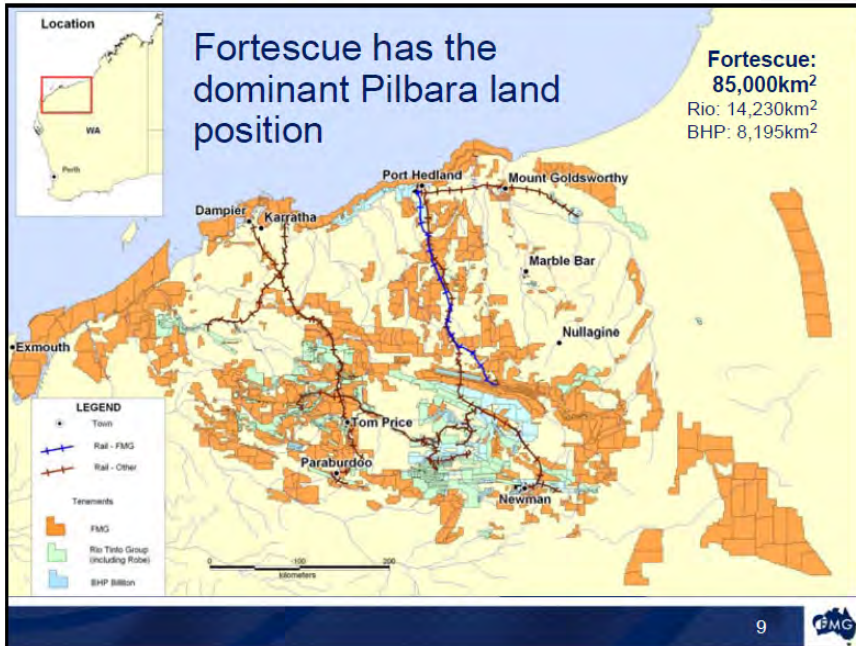 Location
WA
Perth
Fortescue has the
dominant Pilbara land
position
Fortescue:
85,000km²
Rio: 14,230km²
BHP: 8,195km²
Port Hedland
Mount Goldsworthy
Dampier
Karratha
Marble Bar
Nullagine
Exmouth
Tom Price
Paraburdoo
Newman
LEGEND
Town
Rail - FMG
Rail - Other
Tenements
FMG
Rio Tinto Group
(including Robe)
BHP Billiton
0 100 200
kilometers
9
FMG